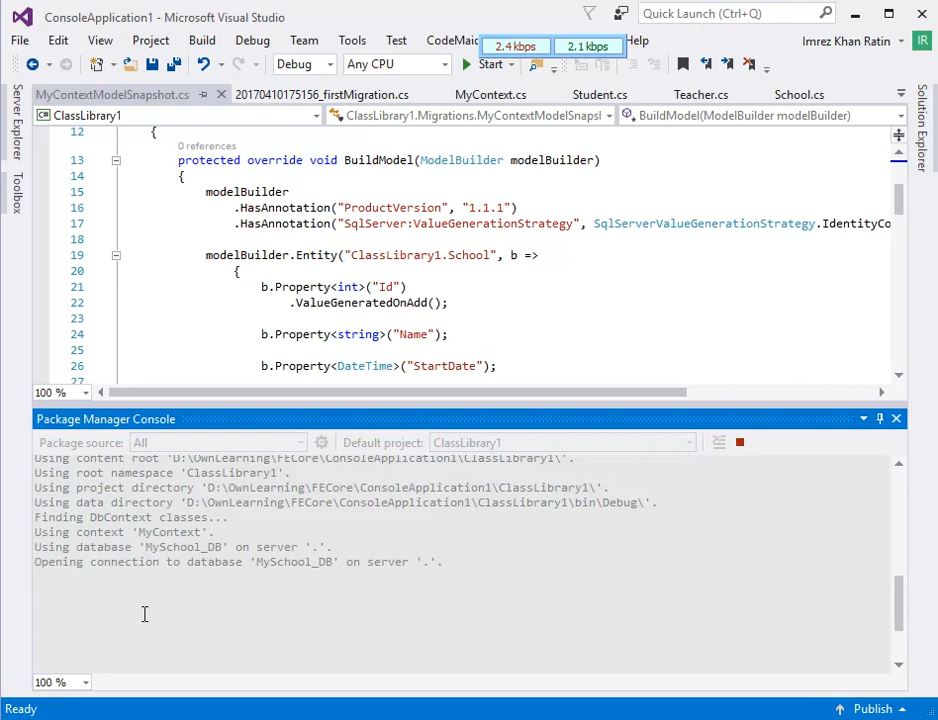 ConsoleApplication1 - Microsoft Visual Studio
Quick Launch (Ctrl+Q)
File Edit View Project Build Debug Team Tools Test CodeMaid Help
2.4 kbps 2.1 kbps
Imrez Khan Ratin IR
Debug Any CPU Start
Server Explorer
Toolbox
Solution Explorer
MyContextModelSnapshot.cs 20170410175156_firstMigration.cs MyContext.cs Student.cs Teacher.cs School.cs
ClassLibrary1 ClassLibrary1.Migrations.MyContextModelSnapsl BuildModel(ModelBuilder modelBuilder)
12 {
0 references
13 protected override void BuildModel(ModelBuilder modelBuilder)
14 {
15 modelBuilder
16 .HasAnnotation("ProductVersion", "1.1.1")
17 .HasAnnotation("SqlServer:ValueGenerationStrategy", SqlServerValueGenerationStrategy.IdentityCo
18
19 modelBuilder.Entity("ClassLibrary1.School", b =>
20 {
21 b.Property<int>("Id")
22 .ValueGeneratedOnAdd();
23
24 b.Property<string>("Name");
25
26 b.Property<DateTime>("StartDate");
27
100 %
Package Manager Console
Package source: All Default project: ClassLibrary1
Using content root 'D:\OwnLearning\FECore\ConsoleApplication1\ClassLibrary1\'.
Using root namespace 'ClassLibrary1'.
Using project directory 'D:\OwnLearning\FECore\ConsoleApplication1\ClassLibrary1\'.
Using data directory 'D:\OwnLearning\FECore\ConsoleApplication1\ClassLibrary1\bin\Debug\'.
Finding DbContext classes...
Using context 'MyContext'.
Using database 'MySchool_DB' on server '.'.
Opening connection to database 'MySchool_DB' on server '.'.
100 %
Ready Publish